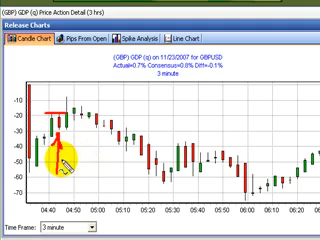 (GBP) GDP (q) Price Action Detail (3 hrs)
Release Charts
Candle Chart Pips From Open Spike Analysis Line Chart
(GBP) GDP (q) on 11/23/2007 for GBPUSD
Actual=0.7% Consensus=0.8% Diff=-0.1%
3 minute
-10
-20
-30
-40
-50
-60
-70
04:40 04:50 05:00 05:10 05:20 05:30 05:40 05:50 06:00 06:10 06:20 06
Time Frame: 3 minute